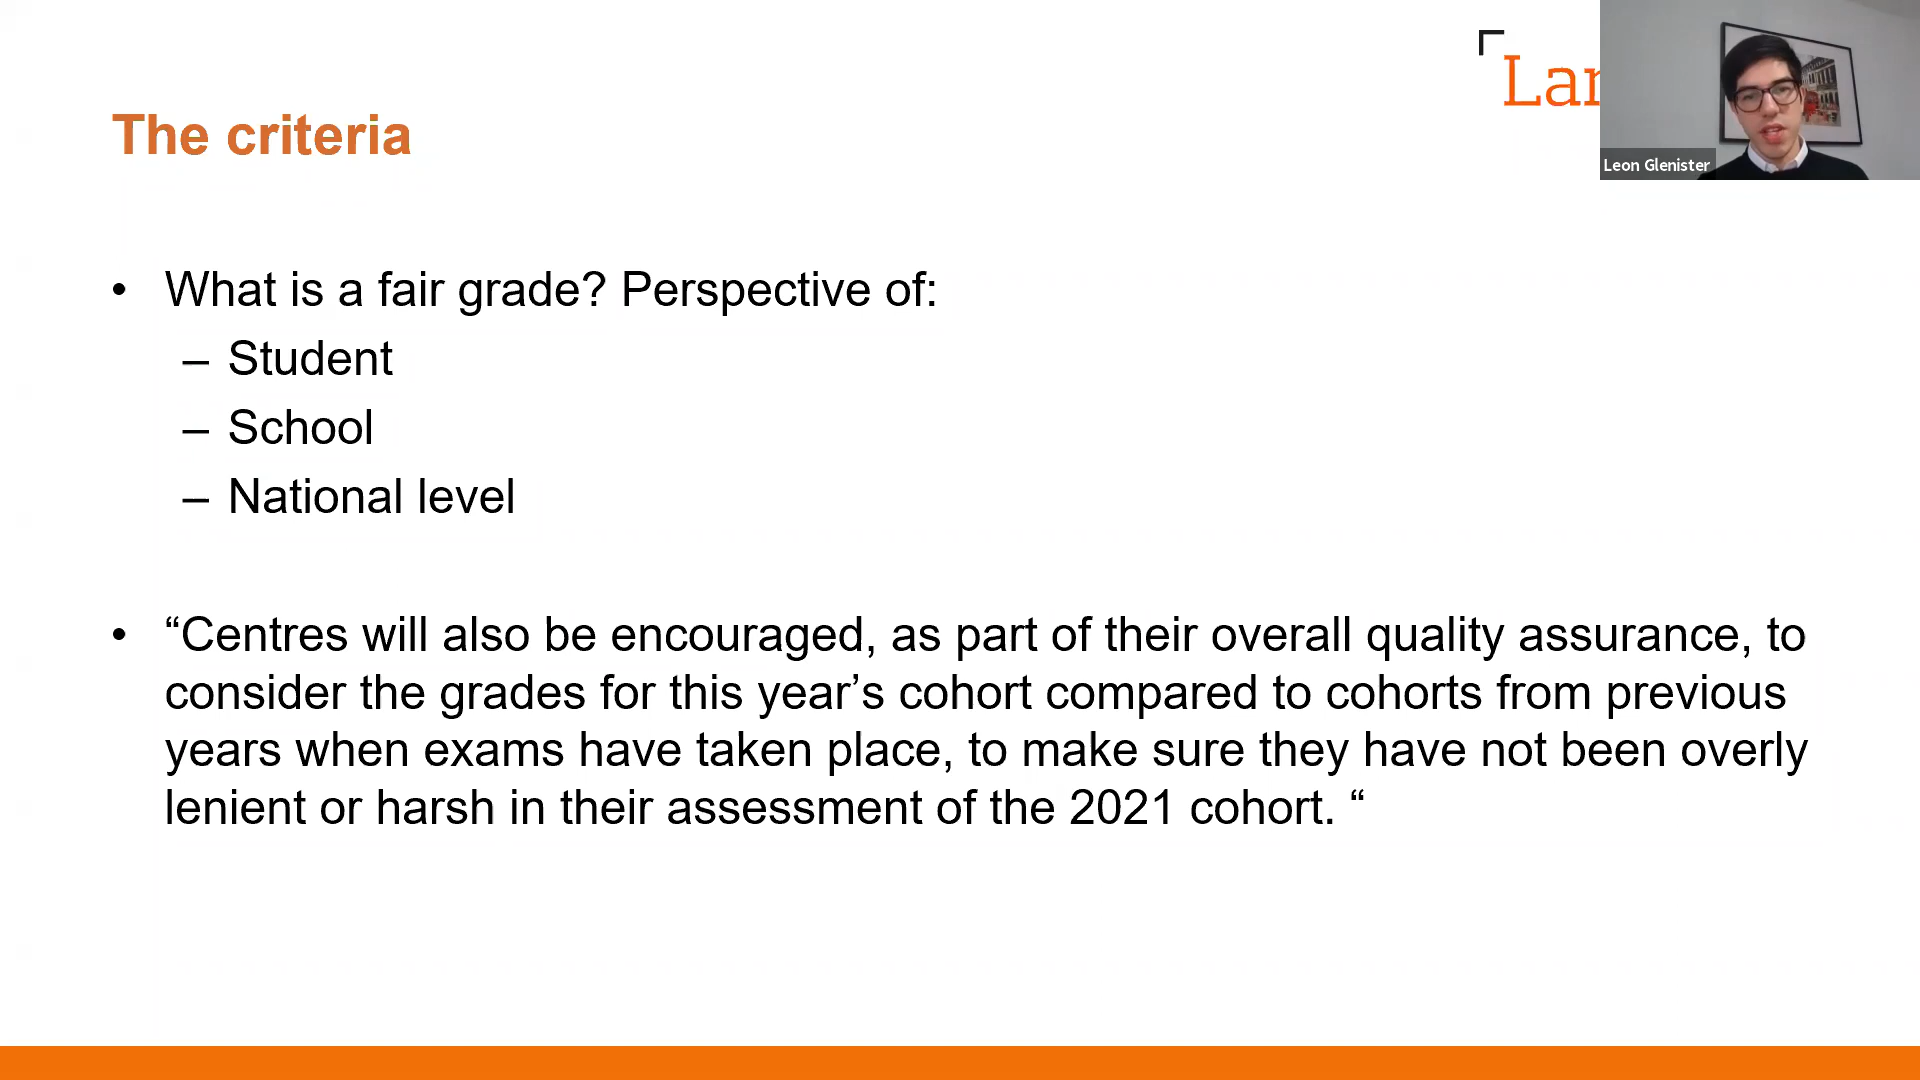 Lar
The criteria
Leon Glenister
• What is a fair grade? Perspective of:
– Student
– School
– National level
• “Centres will also be encouraged, as part of their overall quality assurance, to
consider the grades for this year’s cohort compared to cohorts from previous
years when exams have taken place, to make sure they have not been overly
lenient or harsh in their assessment of the 2021 cohort. “